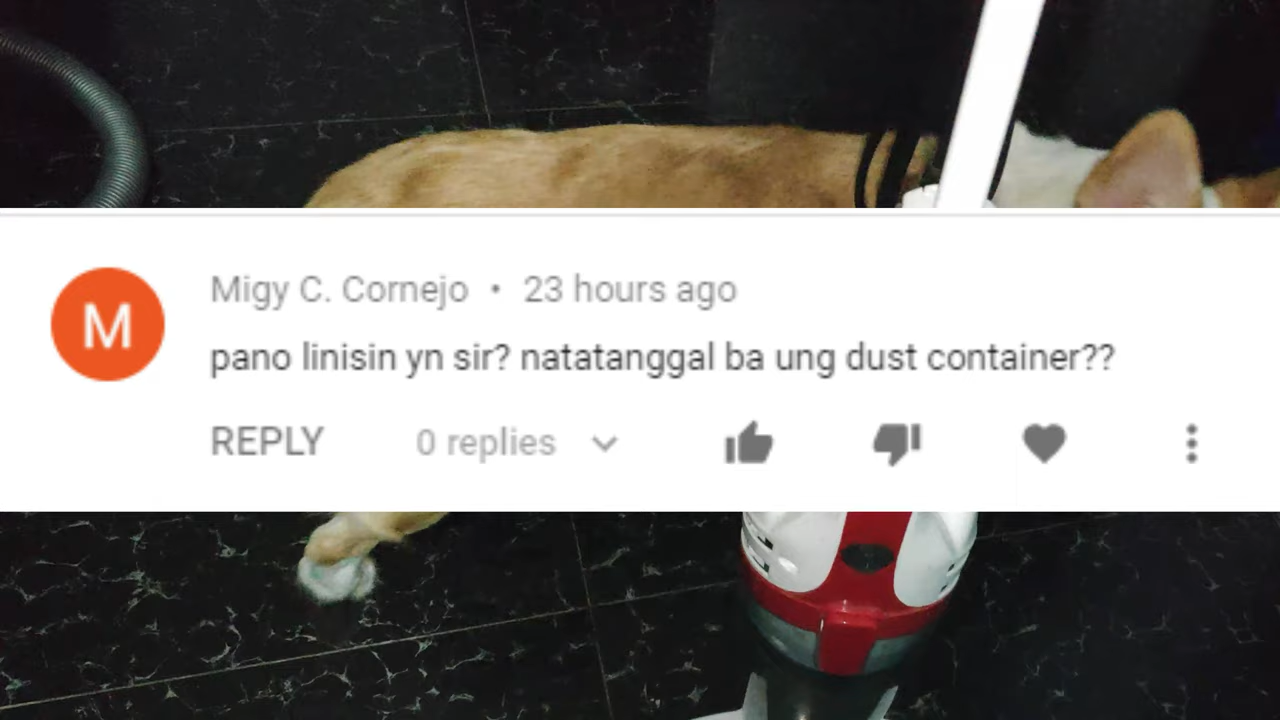 M
Migy C. Cornejo • 23 hours ago
pano linisin yn sir? natatanggal ba ung dust container??
REPLY 0 replies